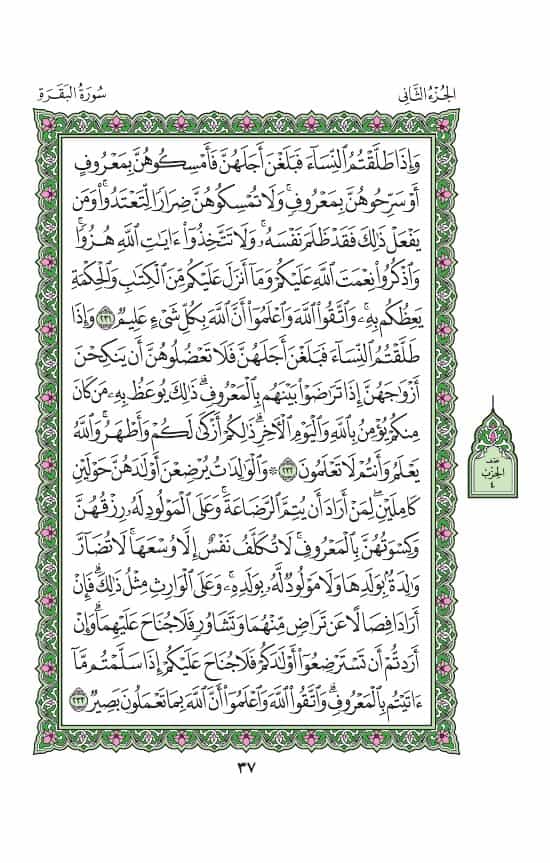 الجُزْءُ الثَّانِي
سُورَةُ البَقَرَةِ
وَإِذَا طَلَّقْتُمُ ٱلنِّسَآءَ فَبَلَغْنَ أَجَلَهُنَّ فَأَمْسِكُوهُنَّ بِمَعْرُوفٍ
أَوْ سَرِّحُوهُنَّ بِمَعْرُوفٍۚ وَلَا تُمْسِكُوهُنَّ ضِرَارًا لِّتَعْتَدُوا۟ۚ وَمَن
يَفْعَلْ ذَٰلِكَ فَقَدْ ظَلَمَ نَفْسَهُۥۚ وَلَا تَتَّخِذُوٓا۟ ءَايَٰتِ ٱللَّهِ هُزُوًاۚ
وَٱذْكُرُوا۟ نِعْمَتَ ٱللَّهِ عَلَيْكُمْ وَمَآ أَنزَلَ عَلَيْكُم مِّنَ ٱلْكِتَٰبِ وَٱلْحِكْمَةِ
يَعِظُكُم بِهِۦۚ وَٱتَّقُوا۟ ٱللَّهَ وَٱعْلَمُوٓا۟ أَنَّ ٱللَّهَ بِكُلِّ شَىْءٍ عَلِيمٌ ٢٣١ وَإِذَا
طَلَّقْتُمُ ٱلنِّسَآءَ فَبَلَغْنَ أَجَلَهُنَّ فَلَا تَعْضُلُوهُنَّ أَن يَنكِحْنَ
أَزْوَٰجَهُنَّ إِذَا تَرَٰضَوْا۟ بَيْنَهُم بِٱلْمَعْرُوفِۗ ذَٰلِكَ يُوعَظُ بِهِۦ مَن كَانَ
مِنكُمْ يُؤْمِنُ بِٱللَّهِ وَٱلْيَوْمِ ٱلْأَخِرِۗ ذَٰلِكُمْ أَزْكَىٰ لَكُمْ وَأَطْهَرُۚ وَٱللَّهُ
يَعْلَمُ وَأَنتُمْ لَا تَعْلَمُونَ ٢٣٢ ۞ وَٱلْوَٰلِدَٰتُ يُرْضِعْنَ أَوْلَٰدَهُنَّ حَوْلَيْنِ
كَامِلَيْنِۖ لِمَنْ أَرَادَ أَن يُتِمَّ ٱلرَّضَاعَةَۚ وَعَلَى ٱلْمَوْلُودِ لَهُۥ رِزْقُهُنَّ
وَكِسْوَتُهُنَّ بِٱلْمَعْرُوفِۚ لَا تُكَلَّفُ نَفْسٌ إِلَّا وُسْعَهَاۚ لَا تُضَآرَّ
وَٰلِدَةٌۢ بِوَلَدِهَا وَلَا مَوْلُودٌ لَّهُۥ بِوَلَدِهِۦۚ وَعَلَى ٱلْوَارِثِ مِثْلُ ذَٰلِكَۗ فَإِنْ
أَرَادَا فِصَالًا عَن تَرَاضٍ مِّنْهُمَا وَتَشَاوُرٍ فَلَا جُنَاحَ عَلَيْهِمَاۗ وَإِنْ
أَرَدتُّمْ أَن تَسْتَرْضِعُوٓا۟ أَوْلَٰدَكُمْ فَلَا جُنَاحَ عَلَيْكُمْ إِذَا سَلَّمْتُم مَّآ
ءَاتَيْتُم بِٱلْمَعْرُوفِۗ وَٱتَّقُوا۟ ٱللَّهَ وَٱعْلَمُوٓا۟ أَنَّ ٱللَّهَ بِمَا تَعْمَلُونَ بَصِيرٌ ٢٣٣
نصف
الحزب
٤
٣٧